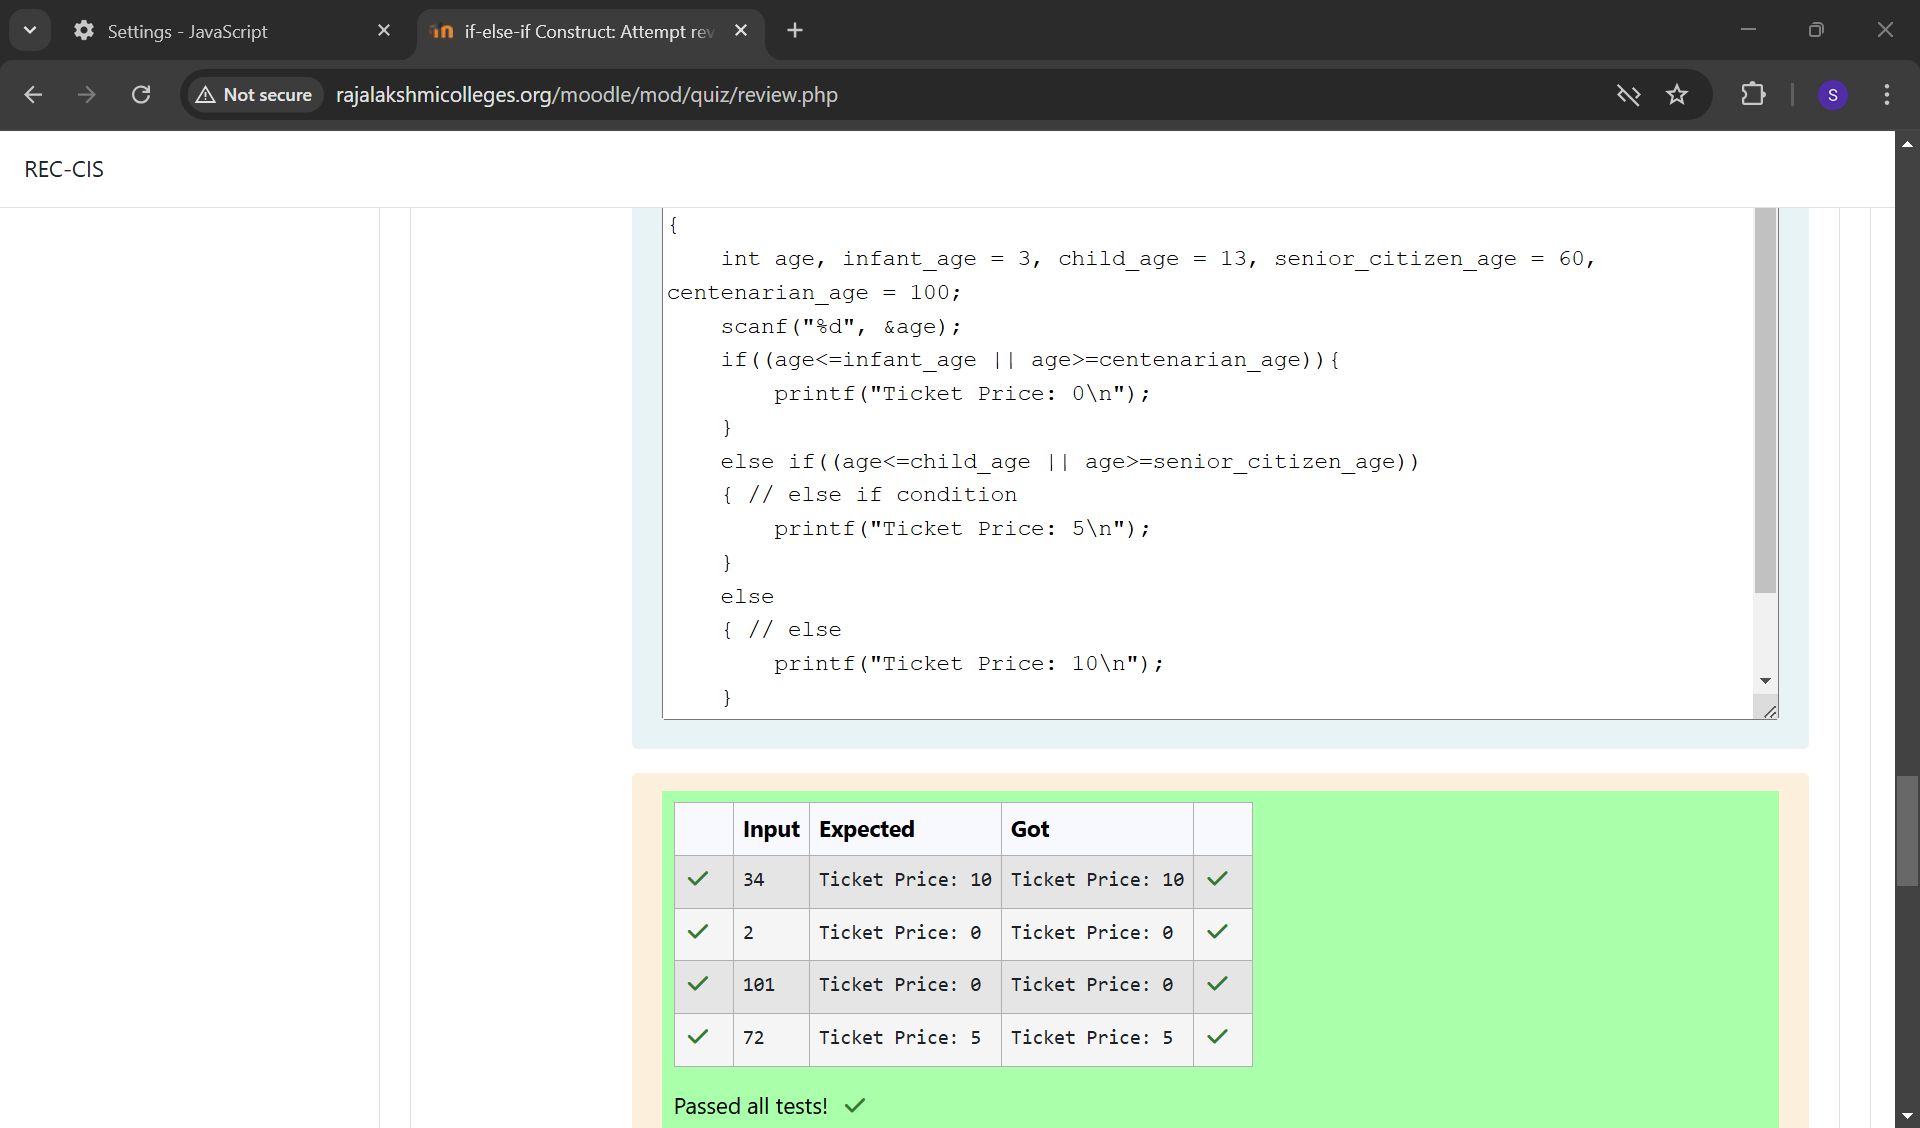 Settings - JavaScript
if-else-if Construct: Attempt rev
Not secure
rajalakshmicolleges.org/moodle/mod/quiz/review.php
S
REC-CIS
{
int age, infant_age = 3, child_age = 13, senior_citizen_age = 60,
centenarian_age = 100;
scanf("%d", &age);
if((age<=infant_age || age>=centenarian_age)){
printf("Ticket Price: 0\n");
}
else if((age<=child_age || age>=senior_citizen_age))
{ // else if condition
printf("Ticket Price: 5\n");
}
else
{ // else
printf("Ticket Price: 10\n");
}
Input Expected Got
34 Ticket Price: 10 Ticket Price: 10
2 Ticket Price: 0 Ticket Price: 0
101 Ticket Price: 0 Ticket Price: 0
72 Ticket Price: 5 Ticket Price: 5
Passed all tests!